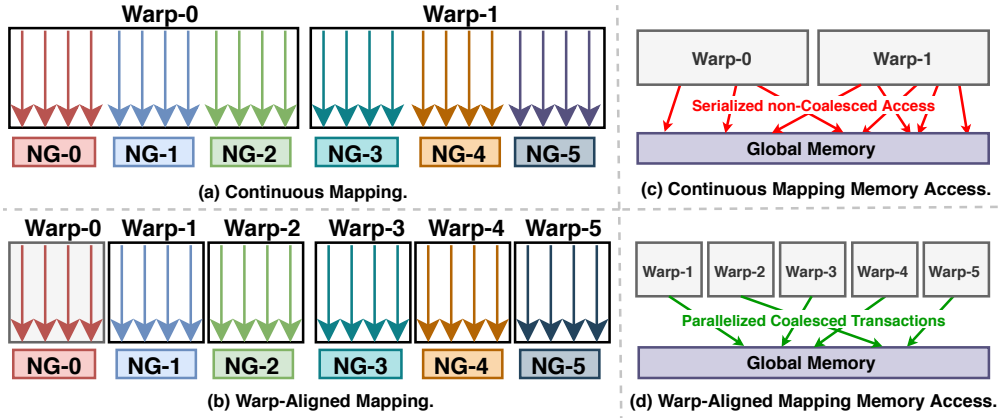 Warp-0 Warp-1
NG-0 NG-1 NG-2 NG-3 NG-4 NG-5
(a) Continuous Mapping.
Warp-0 Warp-1 Warp-2 Warp-3 Warp-4 Warp-5
NG-0 NG-1 NG-2 NG-3 NG-4 NG-5
(b) Warp-Aligned Mapping.
Warp-0 Warp-1
Serialized non-Coalesced Access
Global Memory
(c) Continuous Mapping Memory Access.
Warp-1 Warp-2 Warp-3 Warp-4 Warp-5
Parallelized Coalesced Transactions
Global Memory
(d) Warp-Aligned Mapping Memory Access.